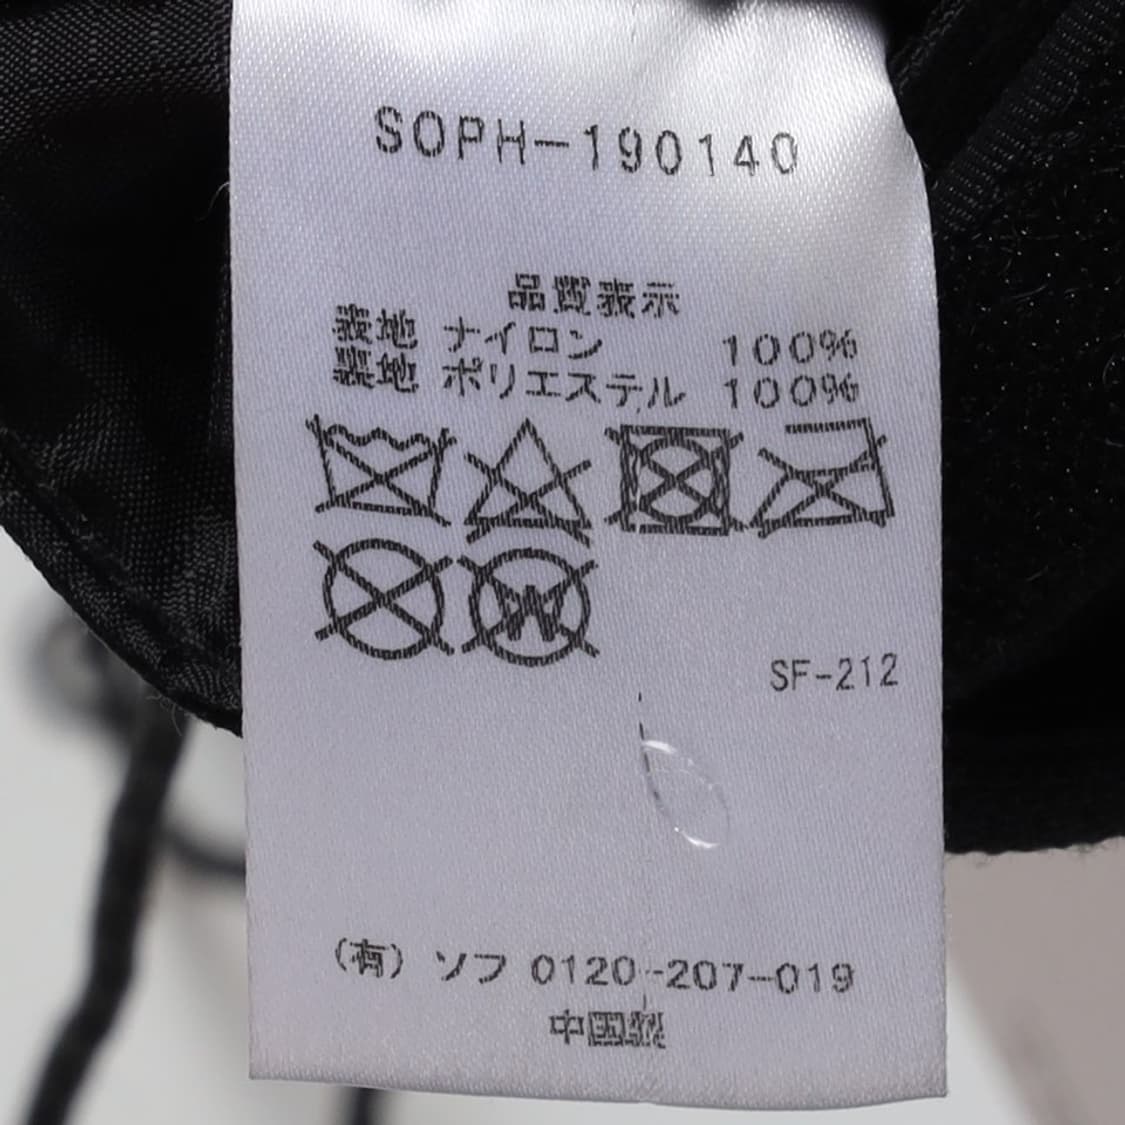 SOPH-190140
品質表示
表地 ナイロン 100%
裏地 ポリエステル 100%
W
SF-212
(有) ソフ 0120-207-019
中国製